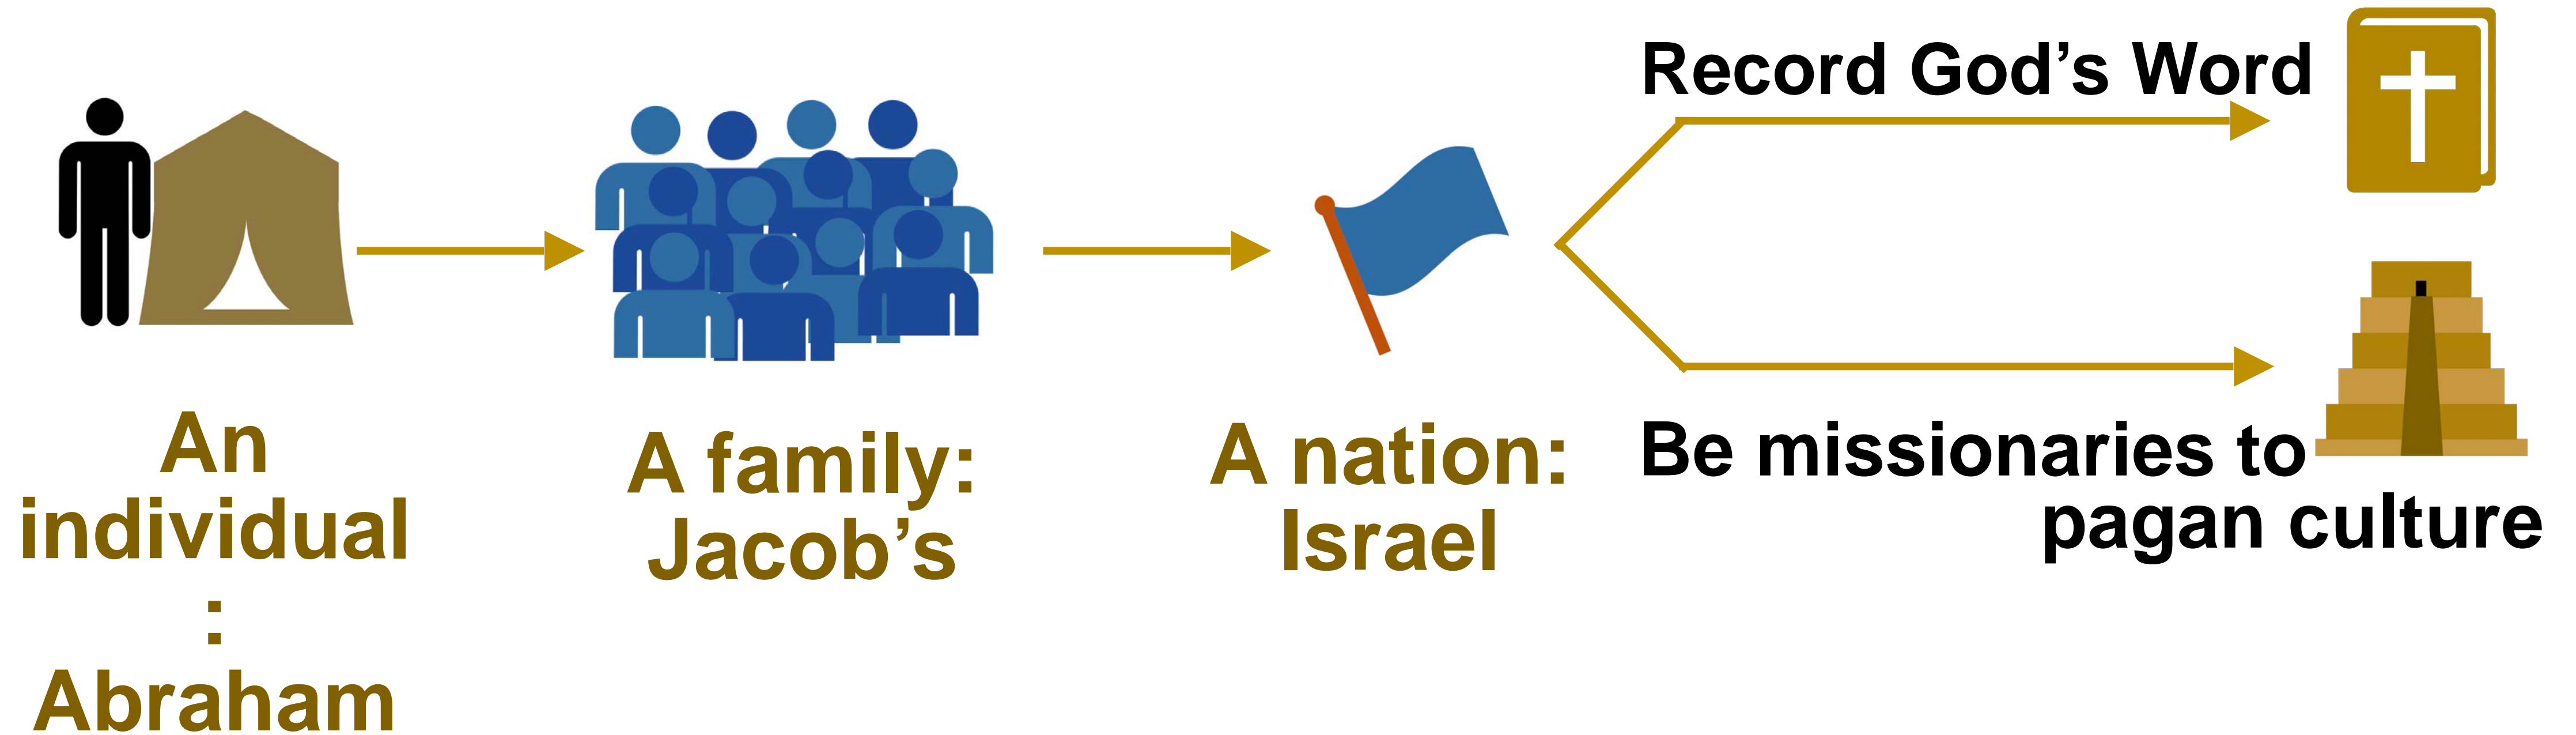 An
individual
:
Abraham
A family:
Jacob’s
A nation:
Israel
Record God’s Word
Be missionaries to
pagan culture